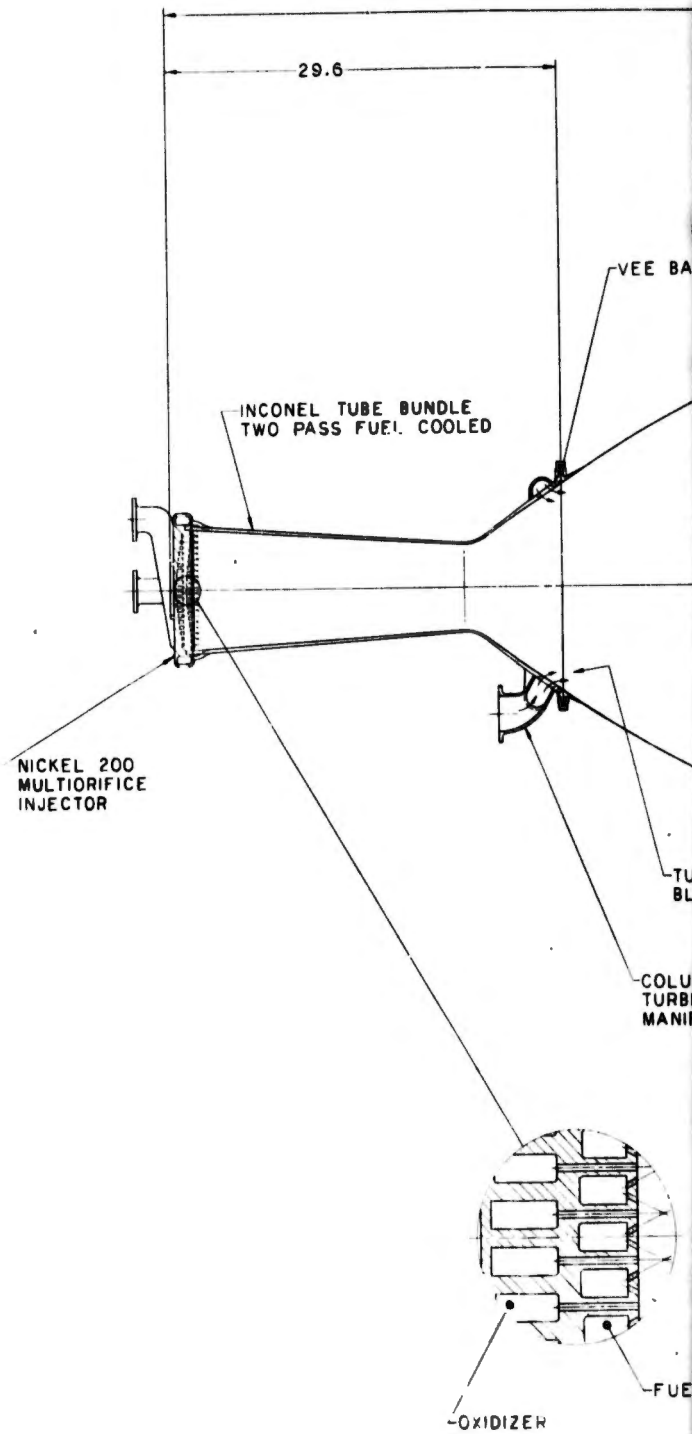 29.6
VEE BA
INCONEL TUBE BUNDLE
TWO PASS FUEL COOLED
NICKEL 200
MULTIORIFICE
INJECTOR
TU
BL
COLU
TURB
MANI
FUE
OXIDIZER